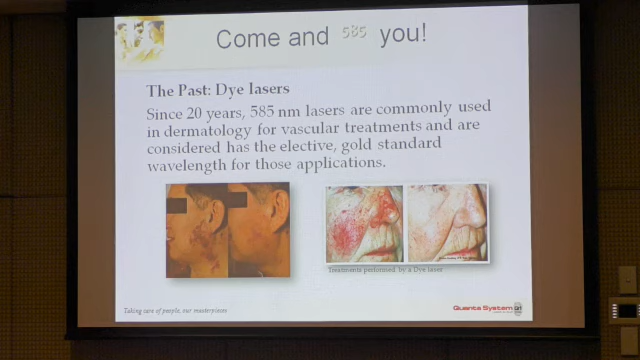 Come and 585 you!
The Past: Dye lasers
Since 20 years, 585 nm lasers are commonly used
in dermatology for vascular treatments and are
considered has the elective, gold standard
wavelength for those applications.
Treatments performed by a Dye laser
Taking care of people, our masterpieces
Quanta System